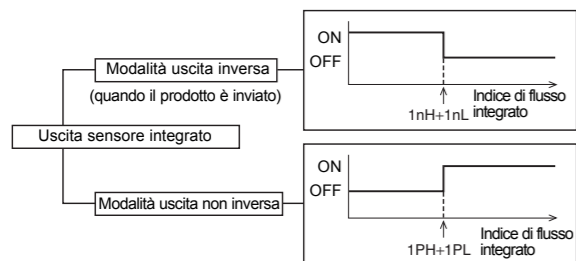 Uscita sensore integrato
Modalità uscita inversa
(quando il prodotto è inviato)
ON
OFF
1nH+1nL
Indice di flusso
integrato
Modalità uscita non inversa
ON
OFF
1PH+1PL
Indice di flusso
integrato